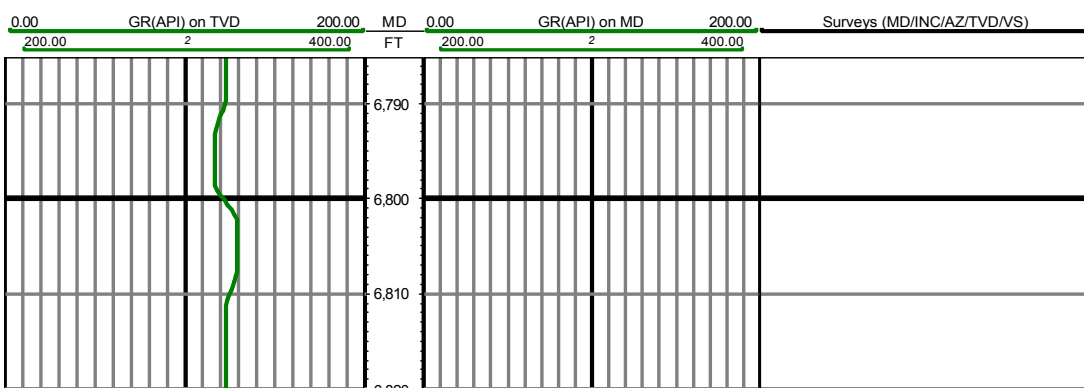 0.00 GR(API) on TVD 200.00 MD 0.00 GR(API) on MD 200.00 Surveys (MD/INC/AZ/TVD/VS)
200.00 2 400.00 FT 200.00 2 400.00
6,790
6,800
6,810